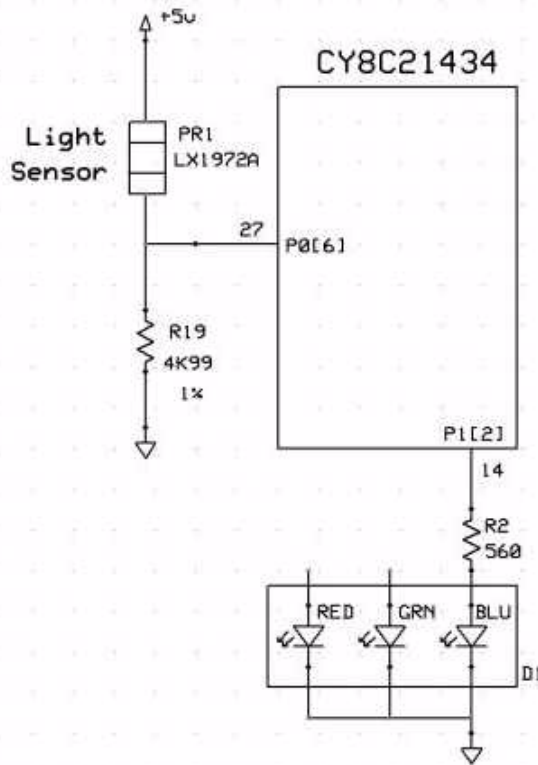 +5v
CY8C21434
Light
Sensor
PR1
LX1972A
27
P0[6]
R19
4K99
1%
P1[2]
14
R2
560
RED
GRN
BLU
D1